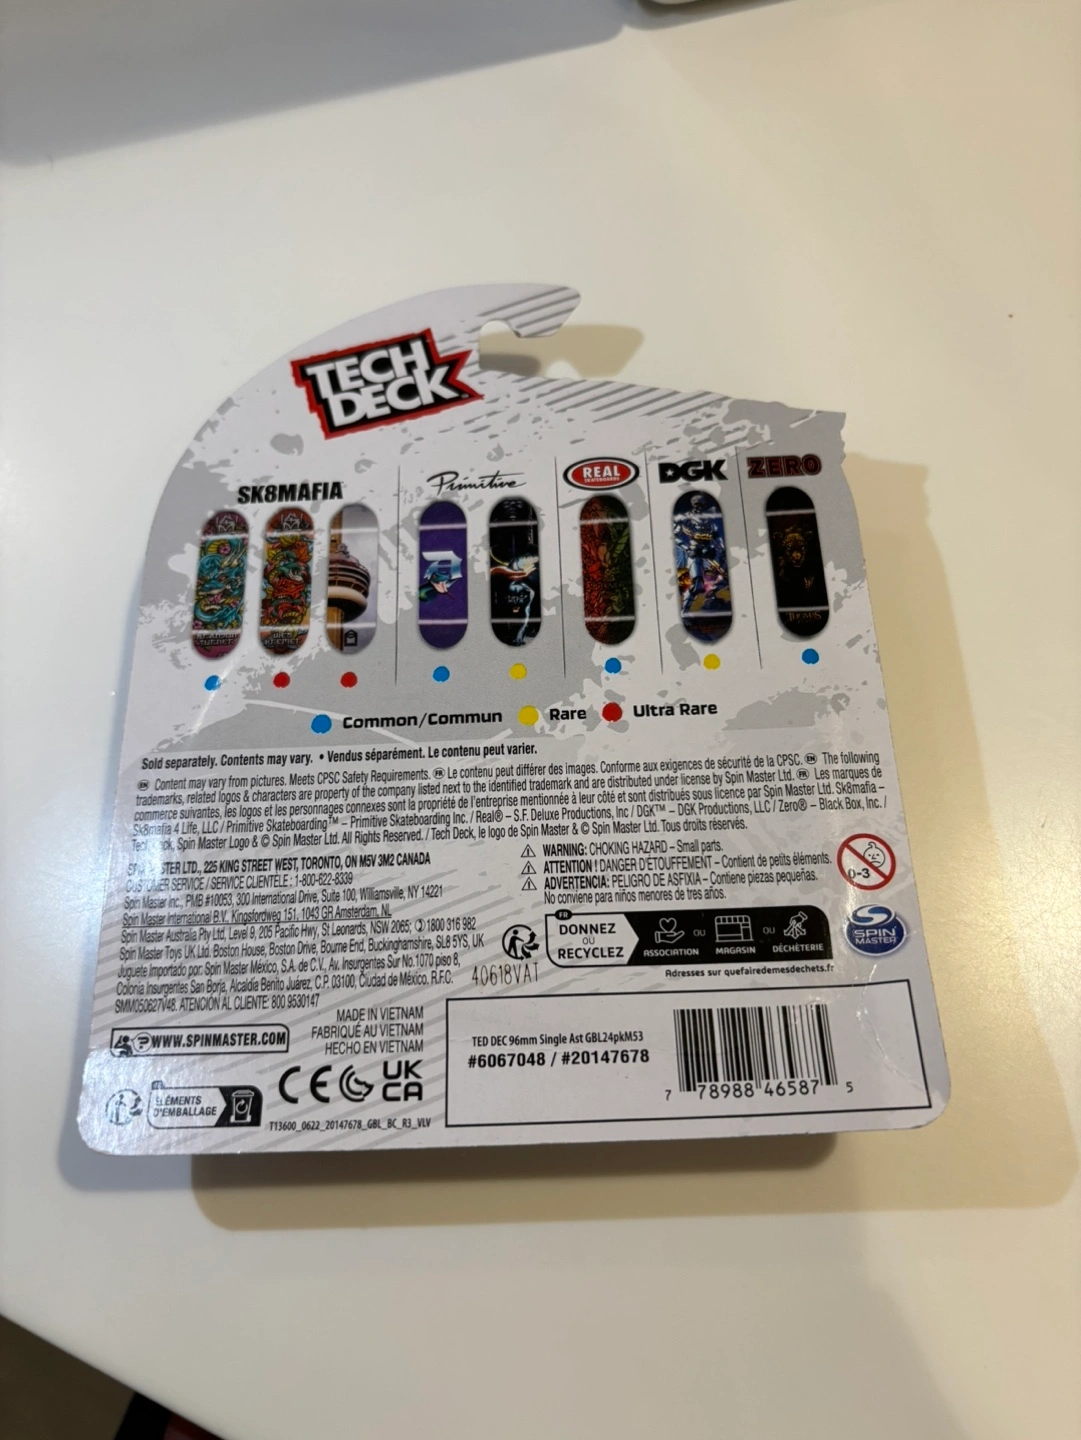 TECH
DECK
SK8MAFIA
Primitive
REAL
SKATEBOARDS
DGK
ZERO
THOMAS
Common/Commun
Rare
Ultra Rare
Sold separately. Contents may vary. • Vendus séparément. Le contenu peut varier.
EN Content may vary from pictures. Meets CPSC Safety Requirements. FR Le contenu peut différer des images. Conforme aux exigences de sécurité de la CPSC. EN The following
trademarks, related logos & characters are property of the company listed next to the identified trademark and are distributed under license by Spin Master Ltd. FR Les marques de
commerce suivantes, les logos et les personnages connexes sont la propriété de l'entreprise mentionnée à leur côté et sont distribués sous licence par Spin Master Ltd. Sk8mafia –
Sk8mafia 4 Life, LLC / Primitive Skateboarding™ – Primitive Skateboarding Inc. / Real® – S.F. Deluxe Productions, Inc / DGK™ – DGK Productions, LLC / Zero® – Black Box, Inc. /
Tech Deck, Spin Master Logo & © Spin Master Ltd. All Rights Reserved. / Tech Deck, le logo de Spin Master & © Spin Master Ltd. Tous droits réservés.
LTD., 225 KING STREET WEST, TORONTO, ON M5V 3M2 CANADA
CUSTOMER SERVICE / SERVICE CLIENTÈLE : 1-800-622-8339
Spin Master Inc., PMB #10053, 300 International Drive, Suite 100, Williamsville, NY 14221
Spin Master International B.V., Kingsfordweg 151, 1043 GR Amsterdam, NL
Spin Master Australia Pty Ltd, Level 9, 205 Pacific Hwy, St Leonards, NSW 2065; 1800 316 982
Spin Master Toys UK Ltd. Boston House, Boston Drive, Bourne End, Buckinghamshire, SL8 5YS, UK
Juguete Importado por: Spin Master México, S.A. de C.V., Av. Insurgentes Sur No. 1070 piso 8,
Colonia Insurgentes San Borja, Alcaldía Benito Juárez, C.P. 03100, Ciudad de México. R.F.C.
SMM050627V48. ATENCIÓN AL CLIENTE: 800 9530147
WARNING: CHOKING HAZARD – Small parts.
ATTENTION ! DANGER D'ÉTOUFFEMENT – Contient de petits éléments.
ADVERTENCIA: PELIGRO DE ASFIXIA – Contiene piezas pequeñas.
No conviene para niños menores de tres años.
0-3
FR
DONNEZ
OU
RECYCLEZ
ASSOCIATION
OU
MAGASIN
OU
DÉCHÈTERIE
Adresses sur quefairedemesdechets.fr
SPIN
MASTER
40618VAT
MADE IN VIETNAM
FABRIQUÉ AU VIETNAM
HECHO EN VIETNAM
WWW.SPINMASTER.COM
FR
ÉLÉMENTS
D'EMBALLAGE
CE
UK
CA
T13600_0622_20147678_GBL_BC_R3_VLV
TED DEC 96mm Single Ast GBL24pkM53
#6067048 / #20147678
7 78988 46587 5